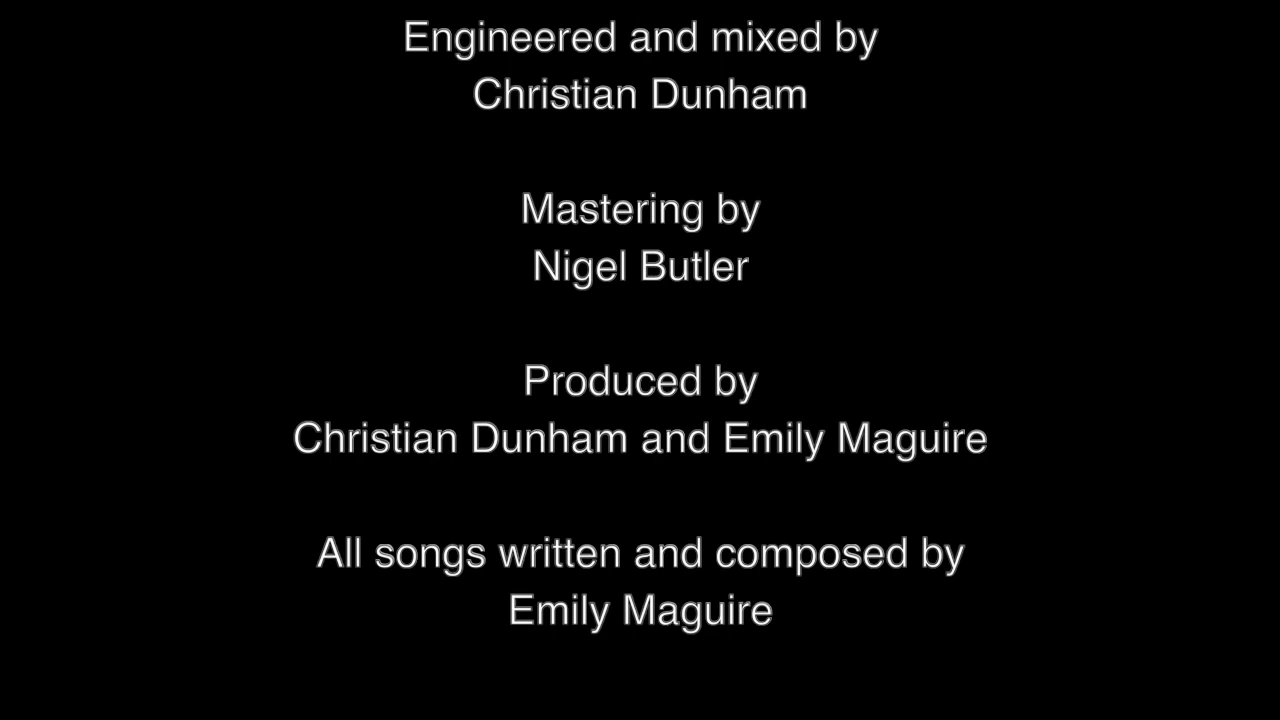 Engineered and mixed by
Christian Dunham
Mastering by
Nigel Butler
Produced by
Christian Dunham and Emily Maguire
All songs written and composed by
Emily Maguire